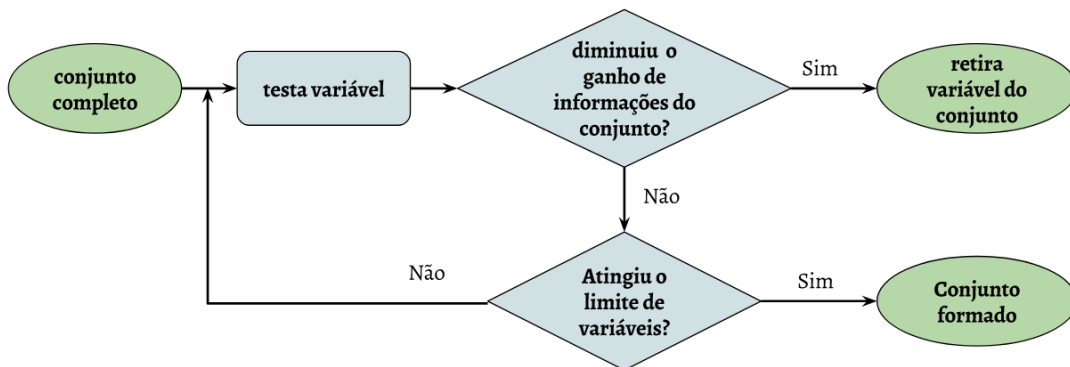 conjunto
completo
testa variável
diminuiu o
ganho de
informações do
conjunto?
Sim
retira
variável do
conjunto
Não
Não
Atingiu o
limite de
variáveis?
Sim
Conjunto
formado